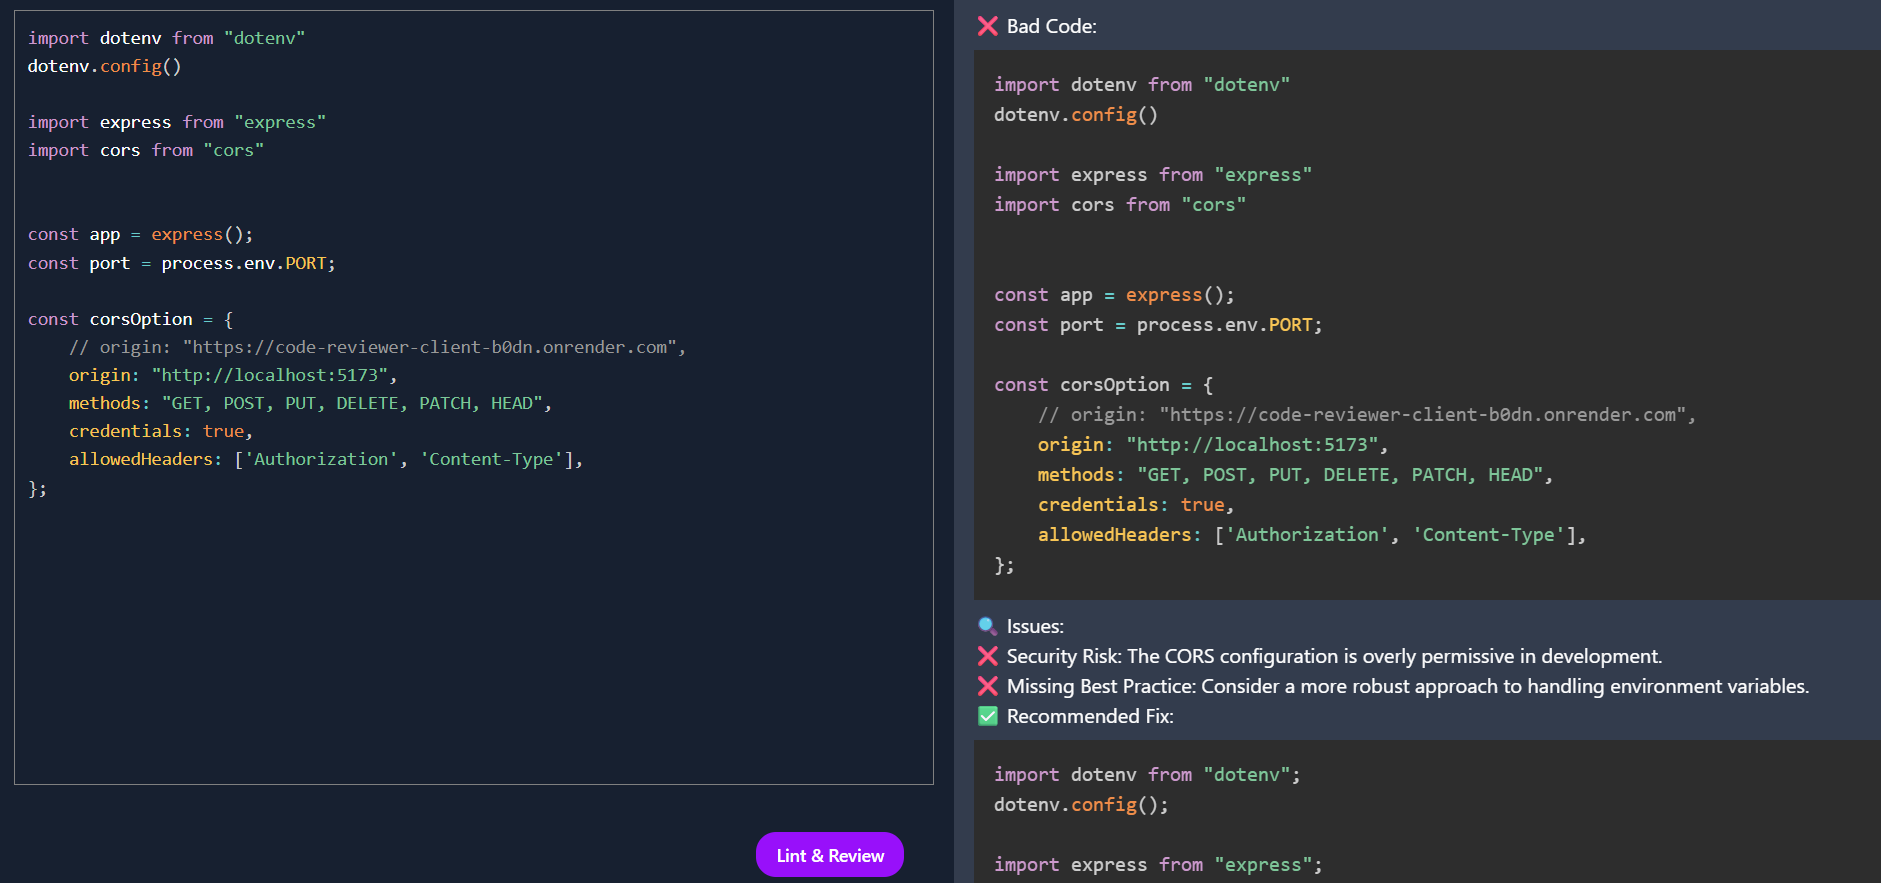 import dotenv from "dotenv"
dotenv.config()
import express from "express"
import cors from "cors"
const app = express();
const port = process.env.PORT;
const corsOption = {
// origin: "https://code-reviewer-client-b0dn.onrender.com",
origin: "http://localhost:5173",
methods: "GET, POST, PUT, DELETE, PATCH, HEAD",
credentials: true,
allowedHeaders: ['Authorization', 'Content-Type'],
};
Lint & Review
❌ Bad Code:
import dotenv from "dotenv"
dotenv.config()
import express from "express"
import cors from "cors"
const app = express();
const port = process.env.PORT;
const corsOption = {
// origin: "https://code-reviewer-client-b0dn.onrender.com",
origin: "http://localhost:5173",
methods: "GET, POST, PUT, DELETE, PATCH, HEAD",
credentials: true,
allowedHeaders: ['Authorization', 'Content-Type'],
};
🔍 Issues:
❌ Security Risk: The CORS configuration is overly permissive in development.
❌ Missing Best Practice: Consider a more robust approach to handling environment variables.
✅ Recommended Fix:
import dotenv from "dotenv";
dotenv.config();
import express from "express";